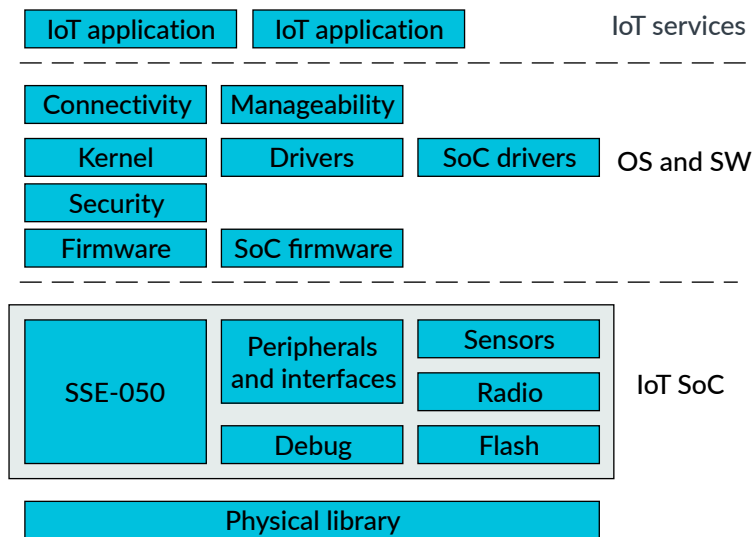 IoT application
IoT application
IoT services
Connectivity
Manageability
Kernel
Drivers
SoC drivers
OS and SW
Security
Firmware
SoC firmware
SSE-050
Peripherals
and interfaces
Sensors
Radio
IoT SoC
Debug
Flash
Physical library